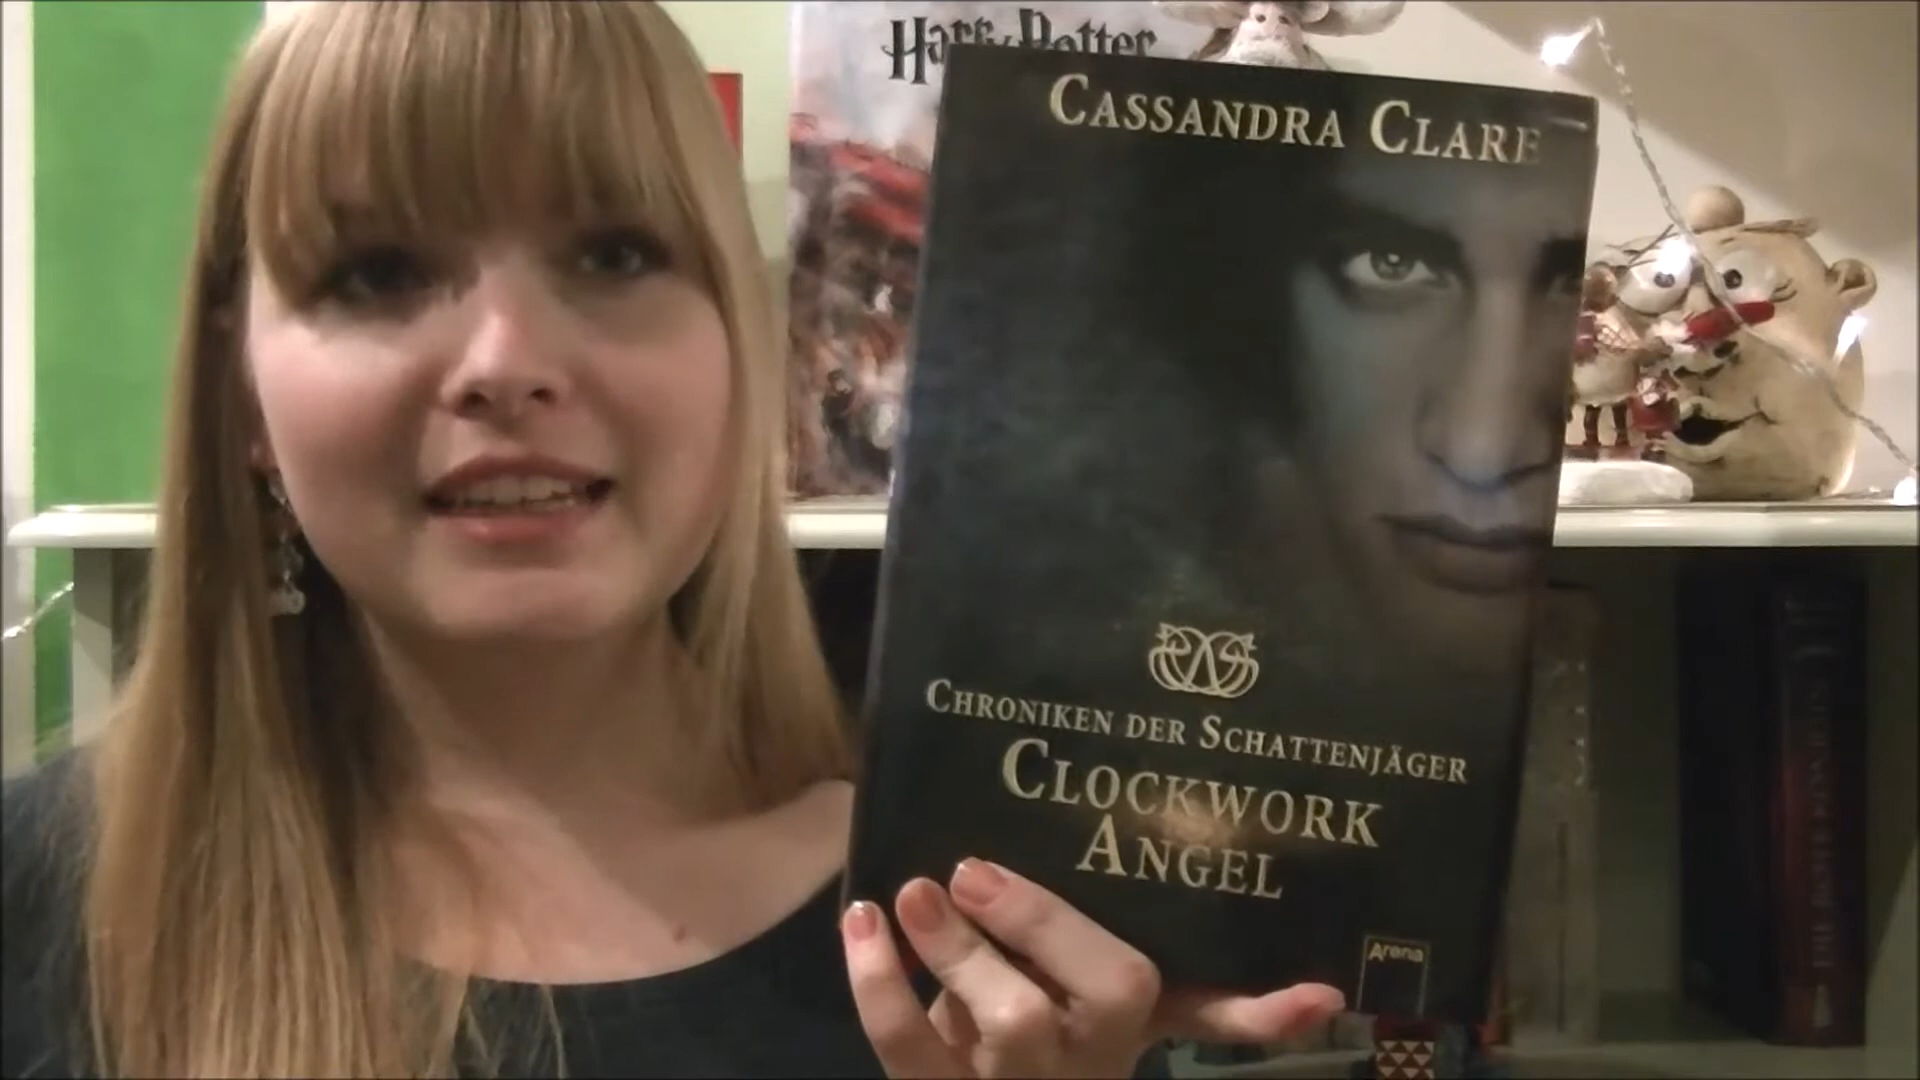 Harry Potter
CASSANDRA CLARE
CHRONIKEN DER SCHATTENJÄGER
CLOCKWORK
ANGEL
Arena